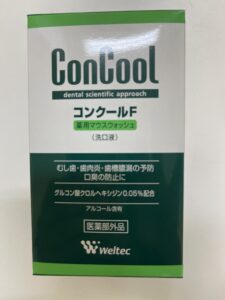 ConCool
dental scientific approach
コンクールF
薬用マウスウォッシュ
(洗口液)
むし歯・歯肉炎・歯槽膿漏の予防
口臭の防止に
グルコン酸クロルヘキシジン0.05%配合
アルコール含有
医薬部外品
Weltec